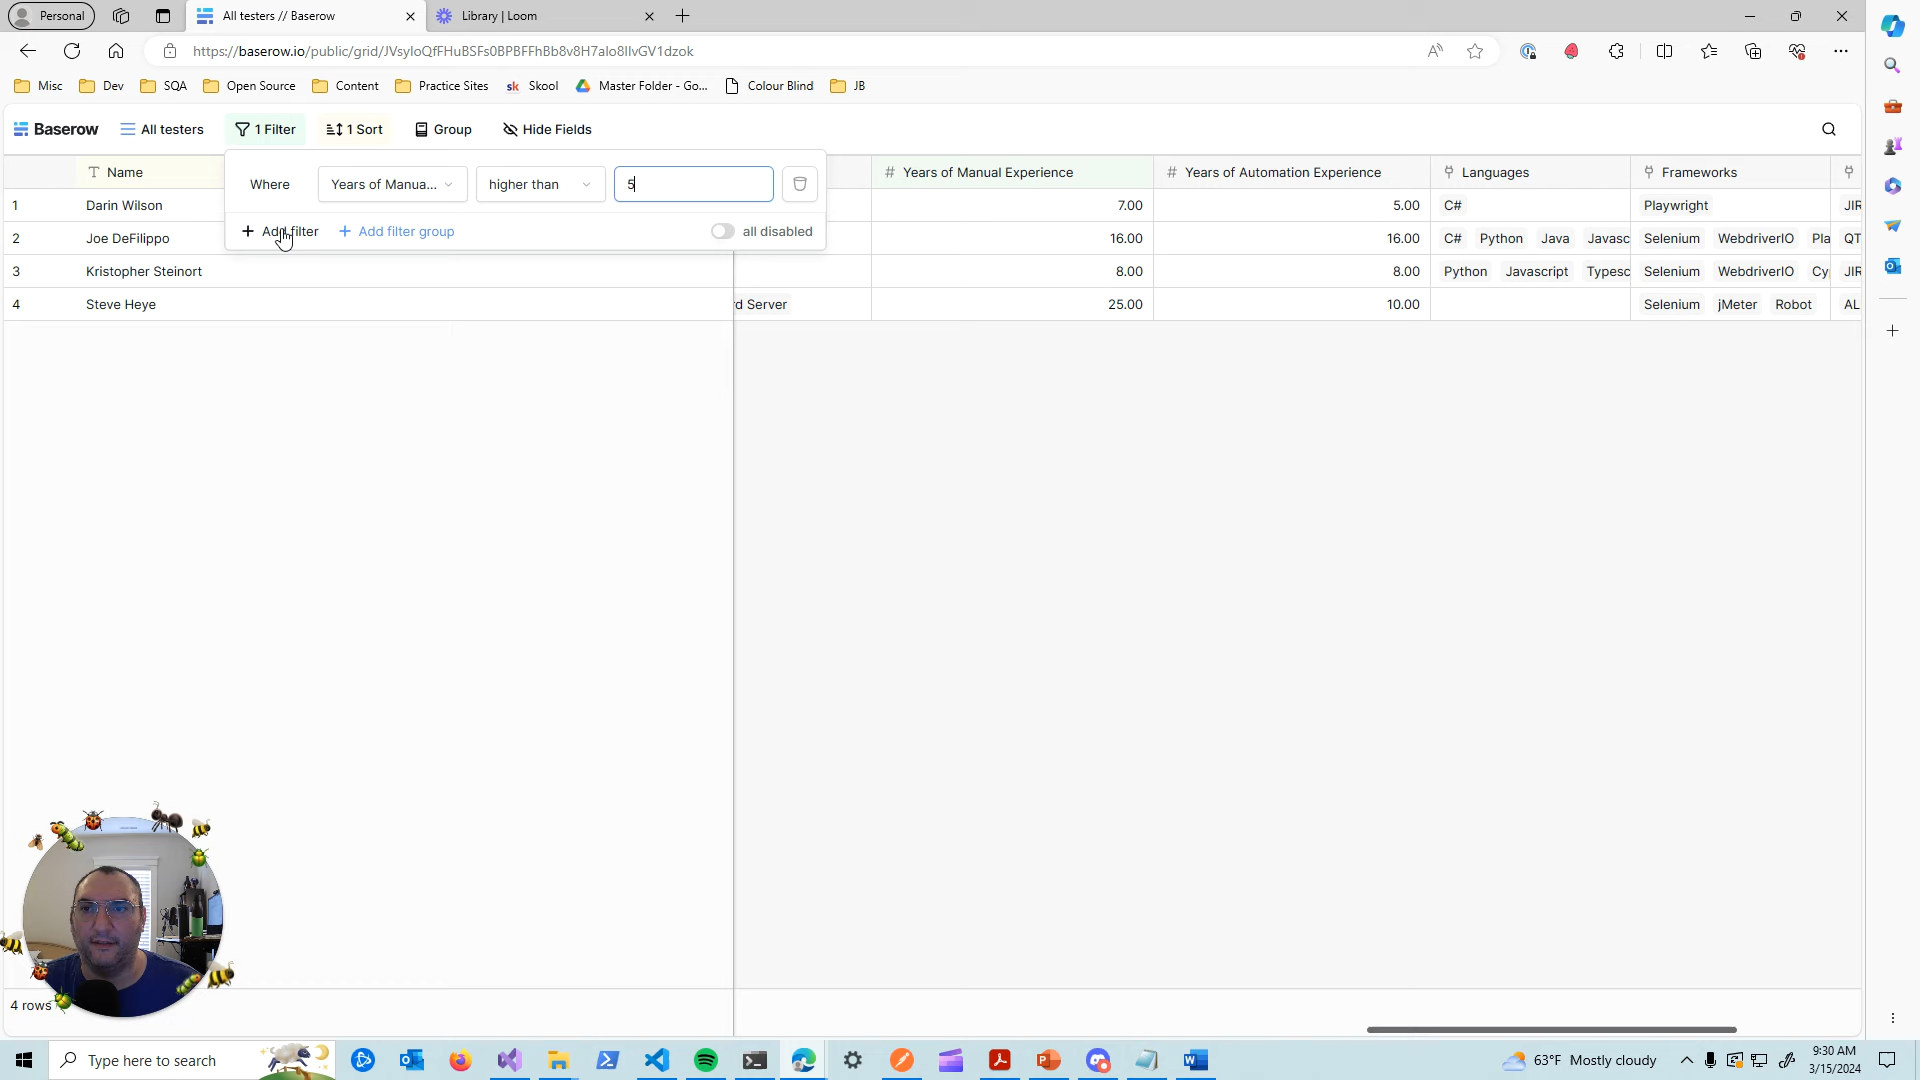 Personal
All testers // Baserow
Library | Loom
https://baserow.io/public/grid/JVsyloQfFHuBSFs0BPBFFhBb8v8H7alo8IlvGV1dzok
Misc
Dev
SQA
Open Source
Content
Practice Sites
sk Skool
Master Folder - Go...
Colour Blind
JB
Baserow
All testers
1 Filter
1 Sort
Group
Hide Fields
Name
Where
Years of Manua...
higher than
5
Add filter
Add filter group
all disabled
# Years of Manual Experience
# Years of Automation Experience
Languages
Frameworks
1 Darin Wilson 7.00 5.00 C# Playwright JIR
2 Joe DeFilippo 16.00 16.00 C# Python Java Javasc Selenium WebdriverIO Pla QT
3 Kristopher Steinort 8.00 8.00 Python Javascript Typesc Selenium WebdriverIO Cy JIR
4 Steve Heye rd Server 25.00 10.00 Selenium jMeter Robot AL
4 rows
Type here to search
63°F Mostly cloudy
9:30 AM
3/15/2024